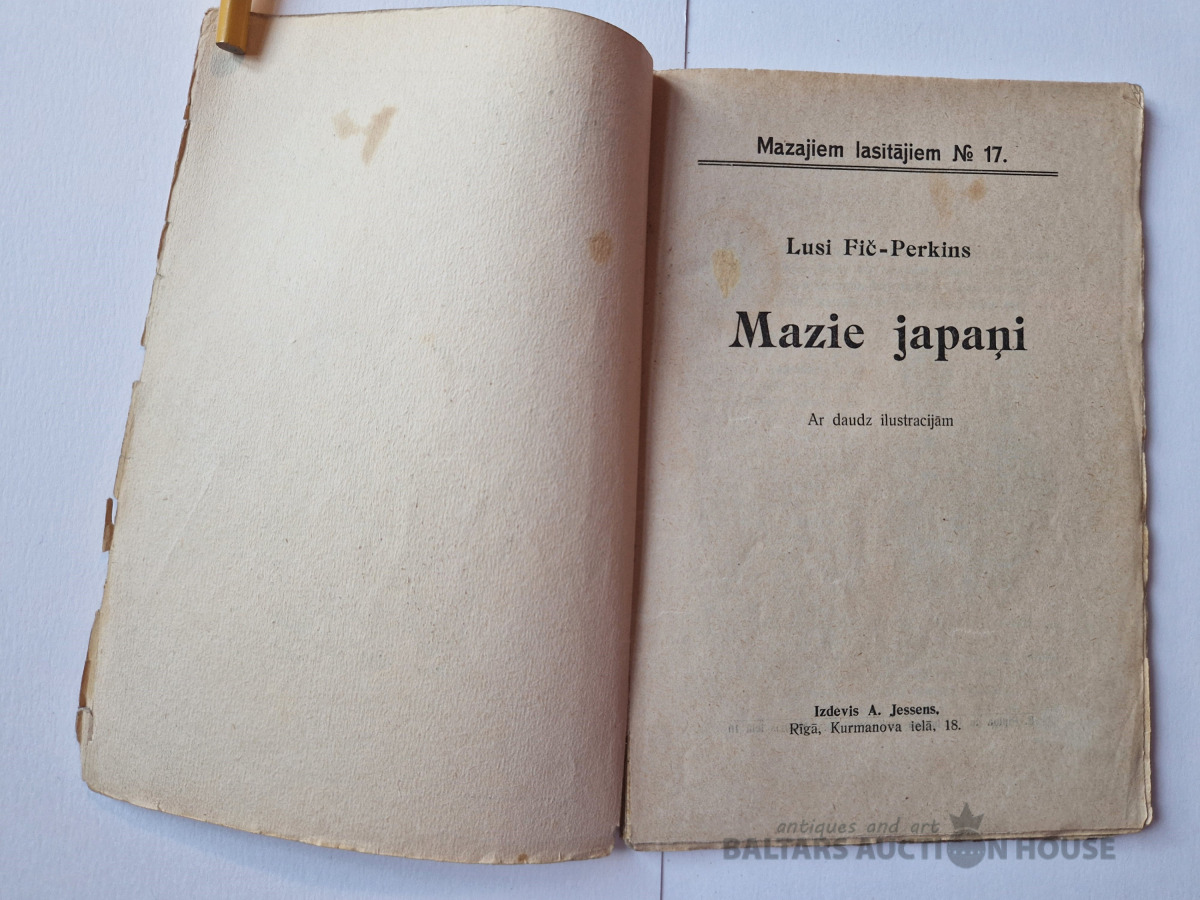 Mazajiem lasitājiem № 17.
Lusi Fič-Perkins
Mazie japaņi
Ar daudz ilustracijām
Izdevis A. Jessens,
Rīgā, Kurmanova ielā, 18.
antiques and art
BALTARS AUCTION HOUSE